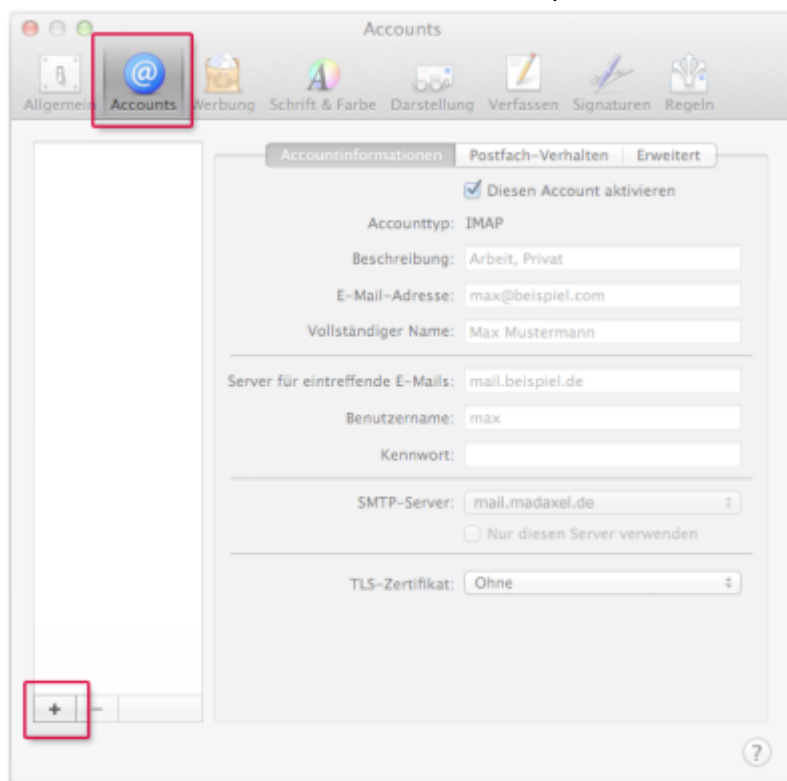 Accounts
Allgemein Accounts Werbung Schrift & Farbe Darstellung Verfassen Signaturen Regeln
Accountinformationen Postfach-Verhalten Erweitert
Diesen Account aktivieren
Accounttyp: IMAP
Beschreibung: Arbeit, Privat
E-Mail-Adresse: max@beispiel.com
Vollständiger Name: Max Mustermann
Server für eintreffende E-Mails: mail.beispiel.de
Benutzername: max
Kennwort:
SMTP-Server: mail.madaxel.de
Nur diesen Server verwenden
TLS-Zertifikat: Ohne
+ −
?